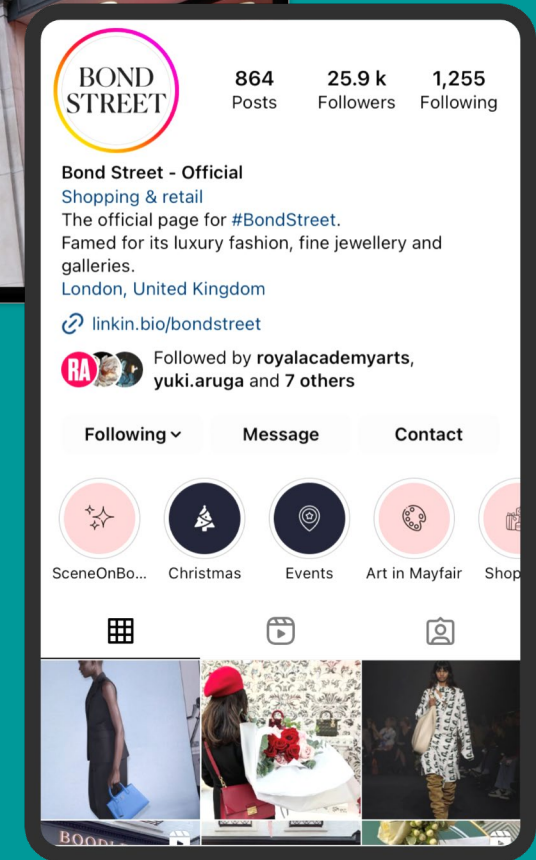 BOND
STREET
864
Posts
25.9 k
Followers
1,255
Following
Bond Street - Official
Shopping & retail
The official page for #BondStreet.
Famed for its luxury fashion, fine jewellery and
galleries.
London, United Kingdom
linkin.bio/bondstreet
RA
Followed by royalacademyarts,
yuki.aruga and 7 others
Following
Message
Contact
SceneOnBo...
Christmas
Events
Art in Mayfair
Shop